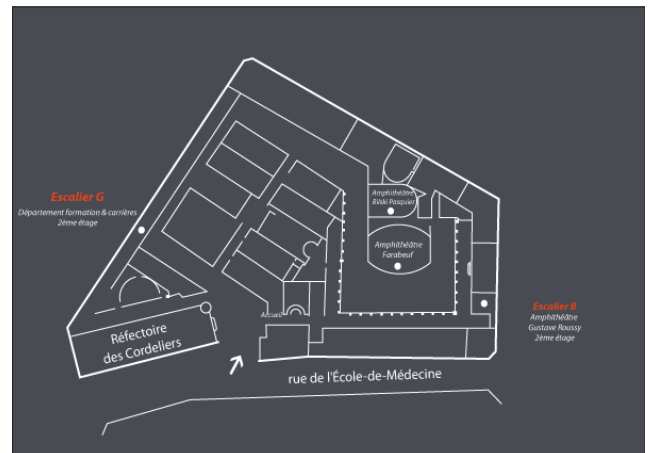 Escalier G
Département formation & carrières
2ème étage
Amphithéâtre
Bilski Pasquier
Amphithéâtre
Farabeuf
Escalier B
Amphithéâtre
Gustave Roussy
2ème étage
Accueil
Réfectoire
des Cordeliers
rue de l'École-de-Médecine